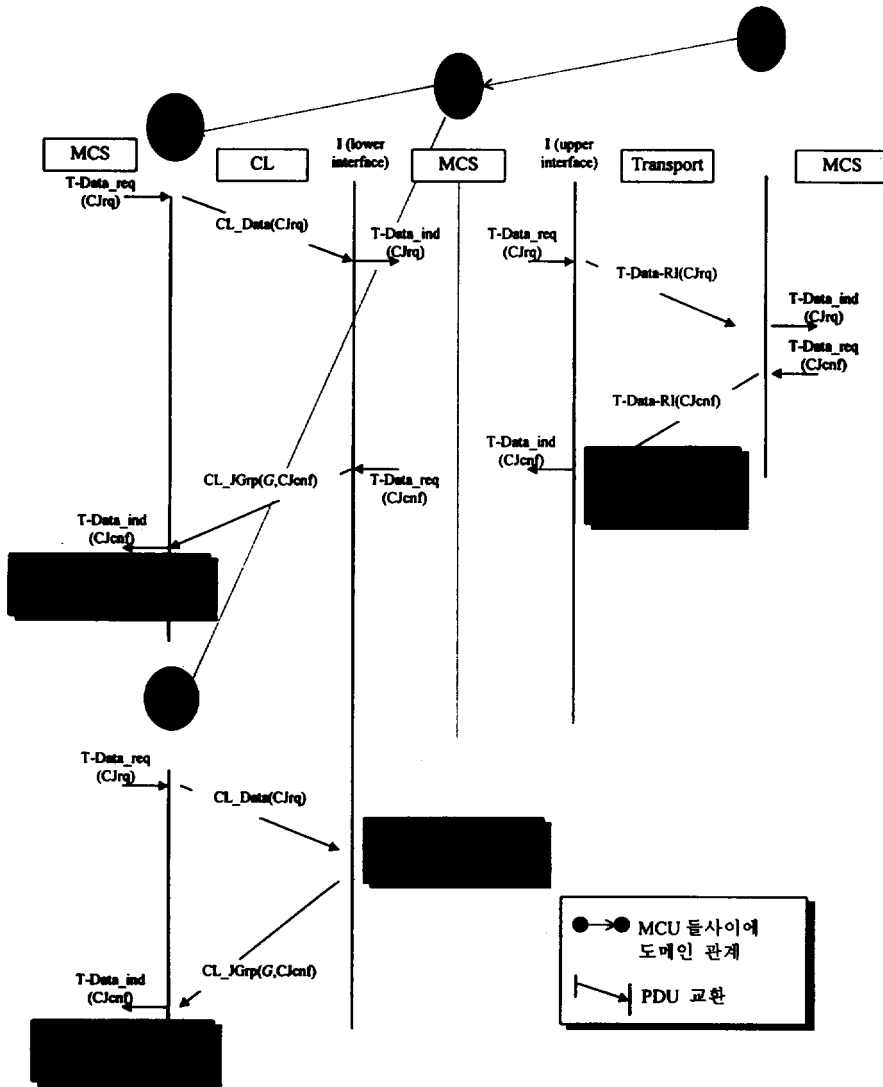 MCS
CL
I (lower
interface)
MCS
I (upper
interface)
Transport
MCS
T-Data_req
(CJrq)
CL_Data(CJrq)
T-Data_ind
(CJrq)
T-Data_req
(CJrq)
T-Data-RI(CJrq)
T-Data_ind
(CJrq)
T-Data_req
(CJcnf)
T-Data-RI(CJcnf)
T-Data_ind
(CJcnf)
T-Data_req
(CJcnf)
CL_JGrp(G,CJcnf)
T-Data_ind
(CJcnf)
T-Data_req
(CJrq)
CL_Data(CJrq)
CL_JGrp(G,CJcnf)
T-Data_ind
(CJcnf)
MCU 들사이에
도메인 관계
PDU 교환